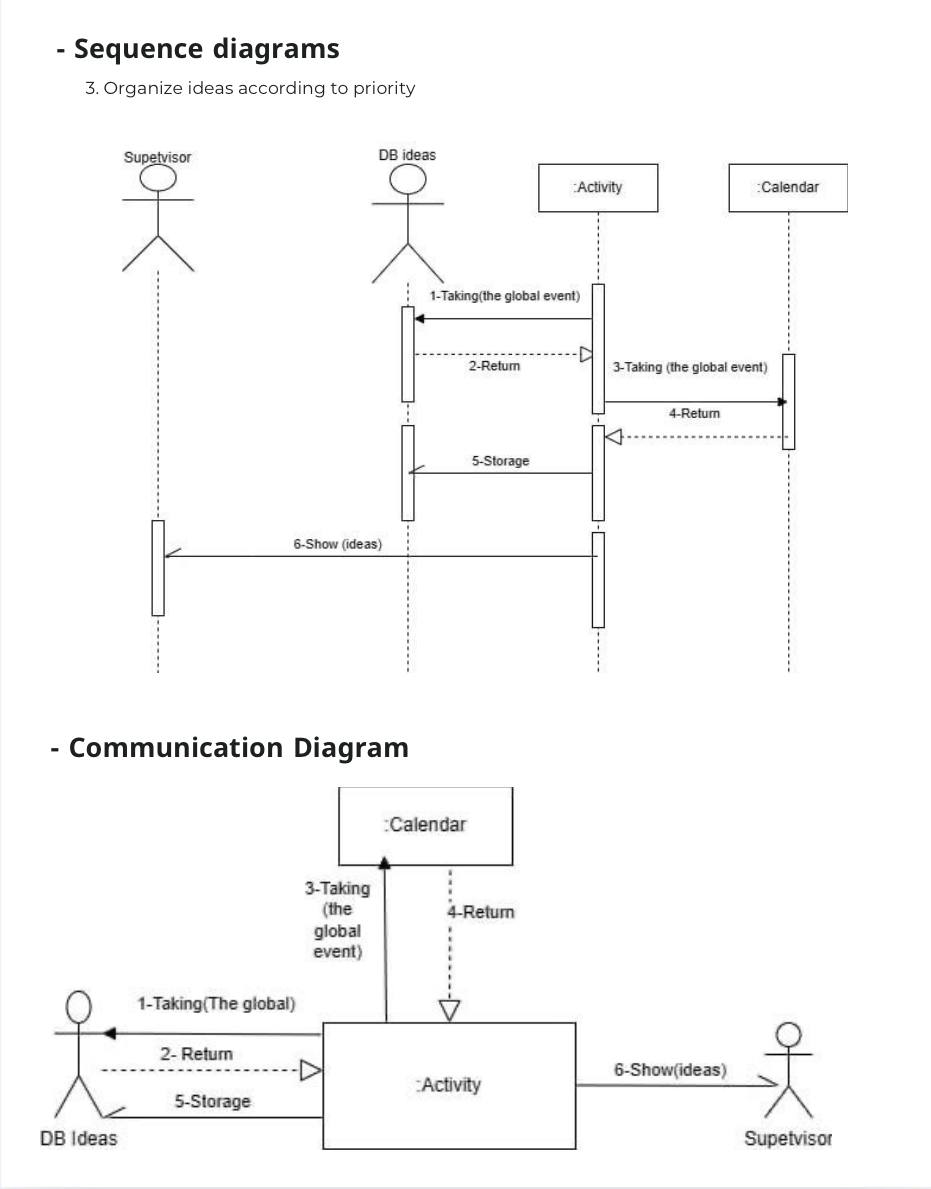 - Sequence diagrams
3. Organize ideas according to priority
Supetvisor
DB ideas
:Activity
:Calendar
1-Taking(the global event)
2-Return
3-Taking (the global event)
4-Return
5-Storage
6-Show (ideas)
- Communication Diagram
:Calendar
3-Taking
(the
global
event)
4-Return
1-Taking(The global)
2- Return
5-Storage
:Activity
6-Show(ideas)
DB Ideas
Supetvisor